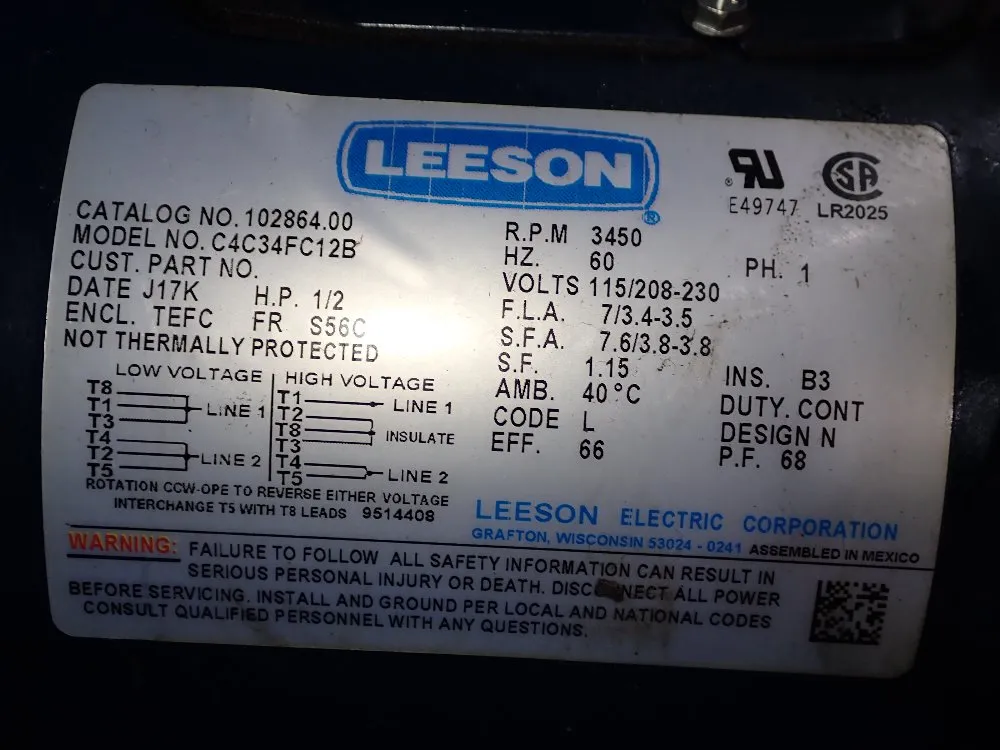 LEESON
®
E49747 LR2025
CATALOG NO. 102864.00
MODEL NO. C4C34FC12B
CUST. PART NO.
DATE J17K H.P. 1/2
ENCL. TEFC FR S56C
NOT THERMALLY PROTECTED
R.P.M 3450
HZ. 60 PH. 1
VOLTS 115/208-230
F.L.A. 7/3.4-3.5
S.F.A. 7.6/3.8-3.8
S.F. 1.15 INS. B3
AMB. 40°C DUTY. CONT
CODE L DESIGN N
EFF. 66 P.F. 68
LOW VOLTAGE
T8
T1 LINE 1
T3
T4
T2 LINE 2
T5
HIGH VOLTAGE
T1 LINE 1
T2
T8 INSULATE
T3
T4 LINE 2
T5
ROTATION CCW-OPE TO REVERSE EITHER VOLTAGE
INTERCHANGE T5 WITH T8 LEADS 9514408
LEESON ELECTRIC CORPORATION
GRAFTON, WISCONSIN 53024 - 0241 ASSEMBLED IN MEXICO
WARNING: FAILURE TO FOLLOW ALL SAFETY INFORMATION CAN RESULT IN
SERIOUS PERSONAL INJURY OR DEATH. DISCONNECT ALL POWER
BEFORE SERVICING. INSTALL AND GROUND PER LOCAL AND NATIONAL CODES
CONSULT QUALIFIED PERSONNEL WITH ANY QUESTIONS.